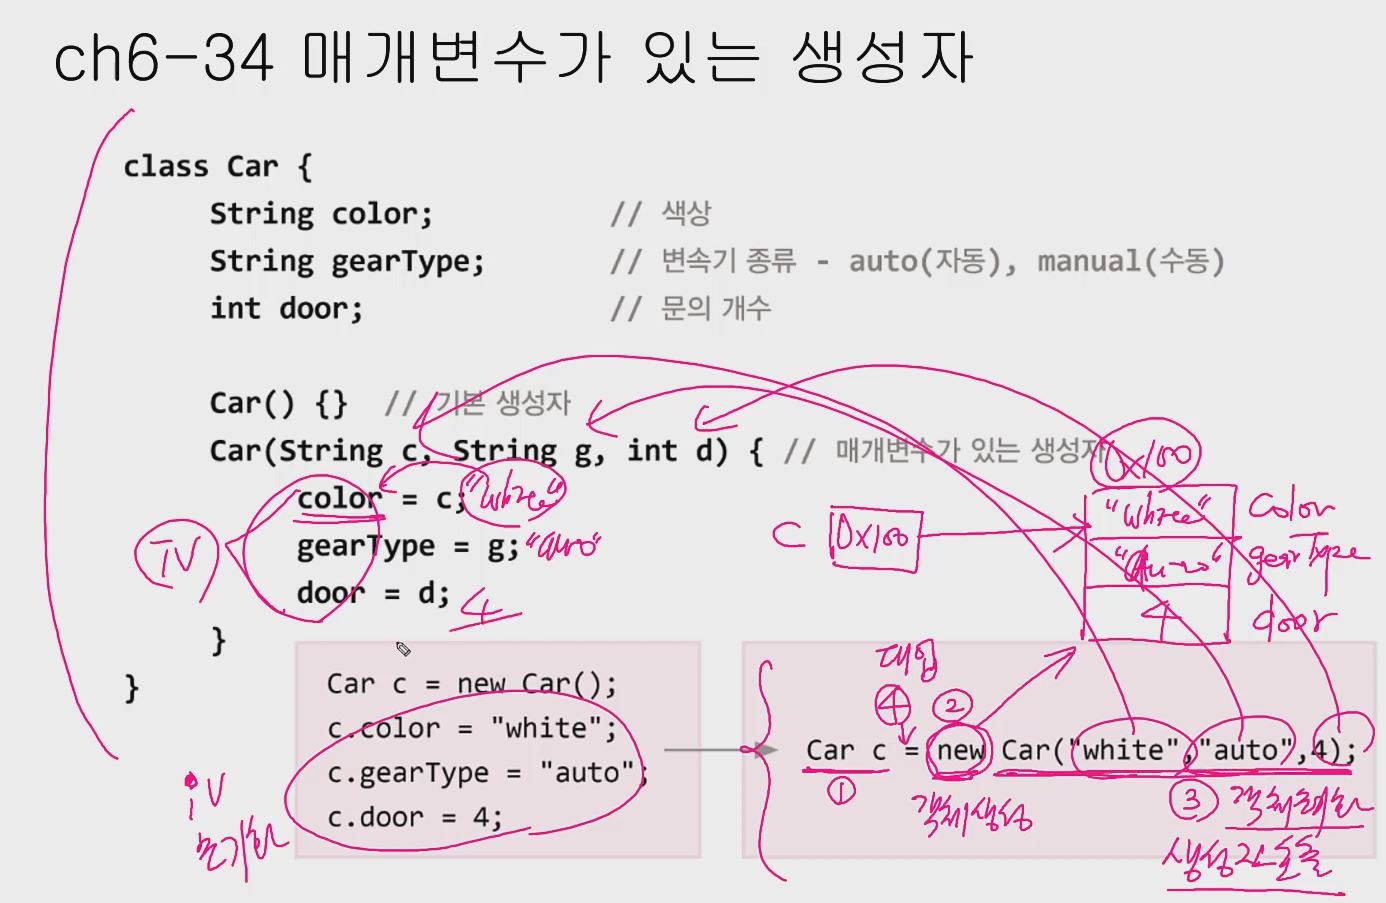 ch6-34 매개변수가 있는 생성자
class Car {
String color; // 색상
String gearType; // 변속기 종류 - auto(자동), manual(수동)
int door; // 문의 개수
Car() {} // 기본 생성자
Car(String c, String g, int d) { // 매개변수가 있는 생성자
0x100
color = c;
gearType = g;
door = d; 4
}
}
C 0x100
color
gearType
4 door
Car c = new Car();
c.color = "white";
c.gearType = "auto";
c.door = 4;
iv
초기화
대입
④ ②
Car c = new Car("white","auto",4);
① 객체생성 ③ 객체초기화
생성자호출